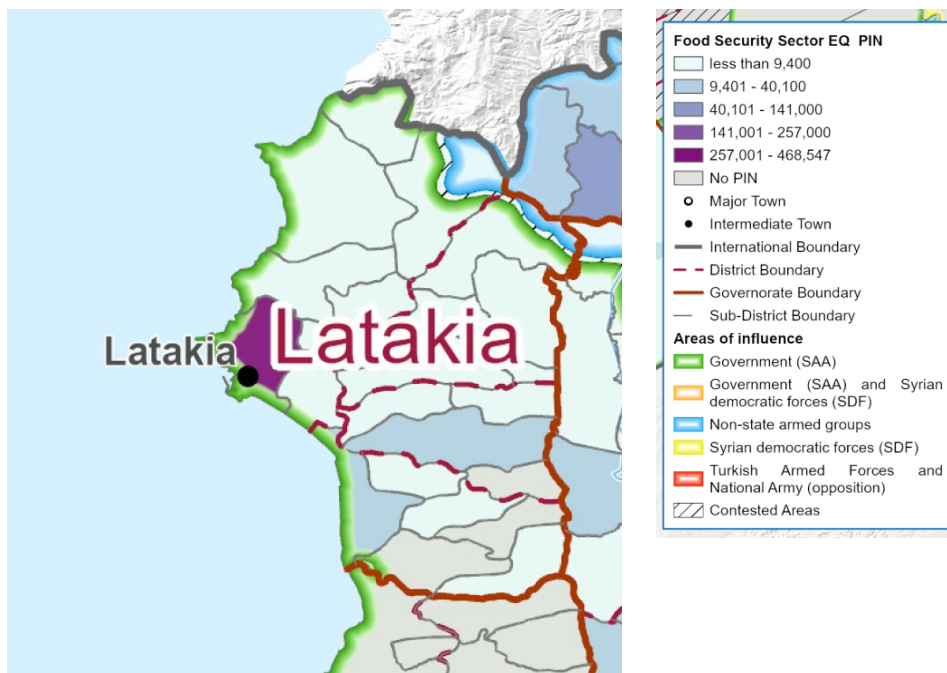 Latakia
Latakia
Food Security Sector EQ PIN
less than 9,400
9,401 - 40,100
40,101 - 141,000
141,001 - 257,000
257,001 - 468,547
No PIN
Major Town
Intermediate Town
International Boundary
District Boundary
Governorate Boundary
Sub-District Boundary
Areas of influence
Government (SAA)
Government (SAA) and Syrian
democratic forces (SDF)
Non-state armed groups
Syrian democratic forces (SDF)
Turkish Armed Forces and
National Army (opposition)
Contested Areas